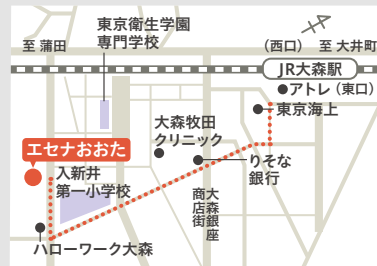 東京衛生学園
専門学校
至 蒲田
（西口） 至 大井町
JR大森駅
アトレ（東口）
東京海上
大森牧田
クリニック
エセナおおた
入新井
第一小学校
りそな
銀行
大森銀座
商店街
ハローワーク大森